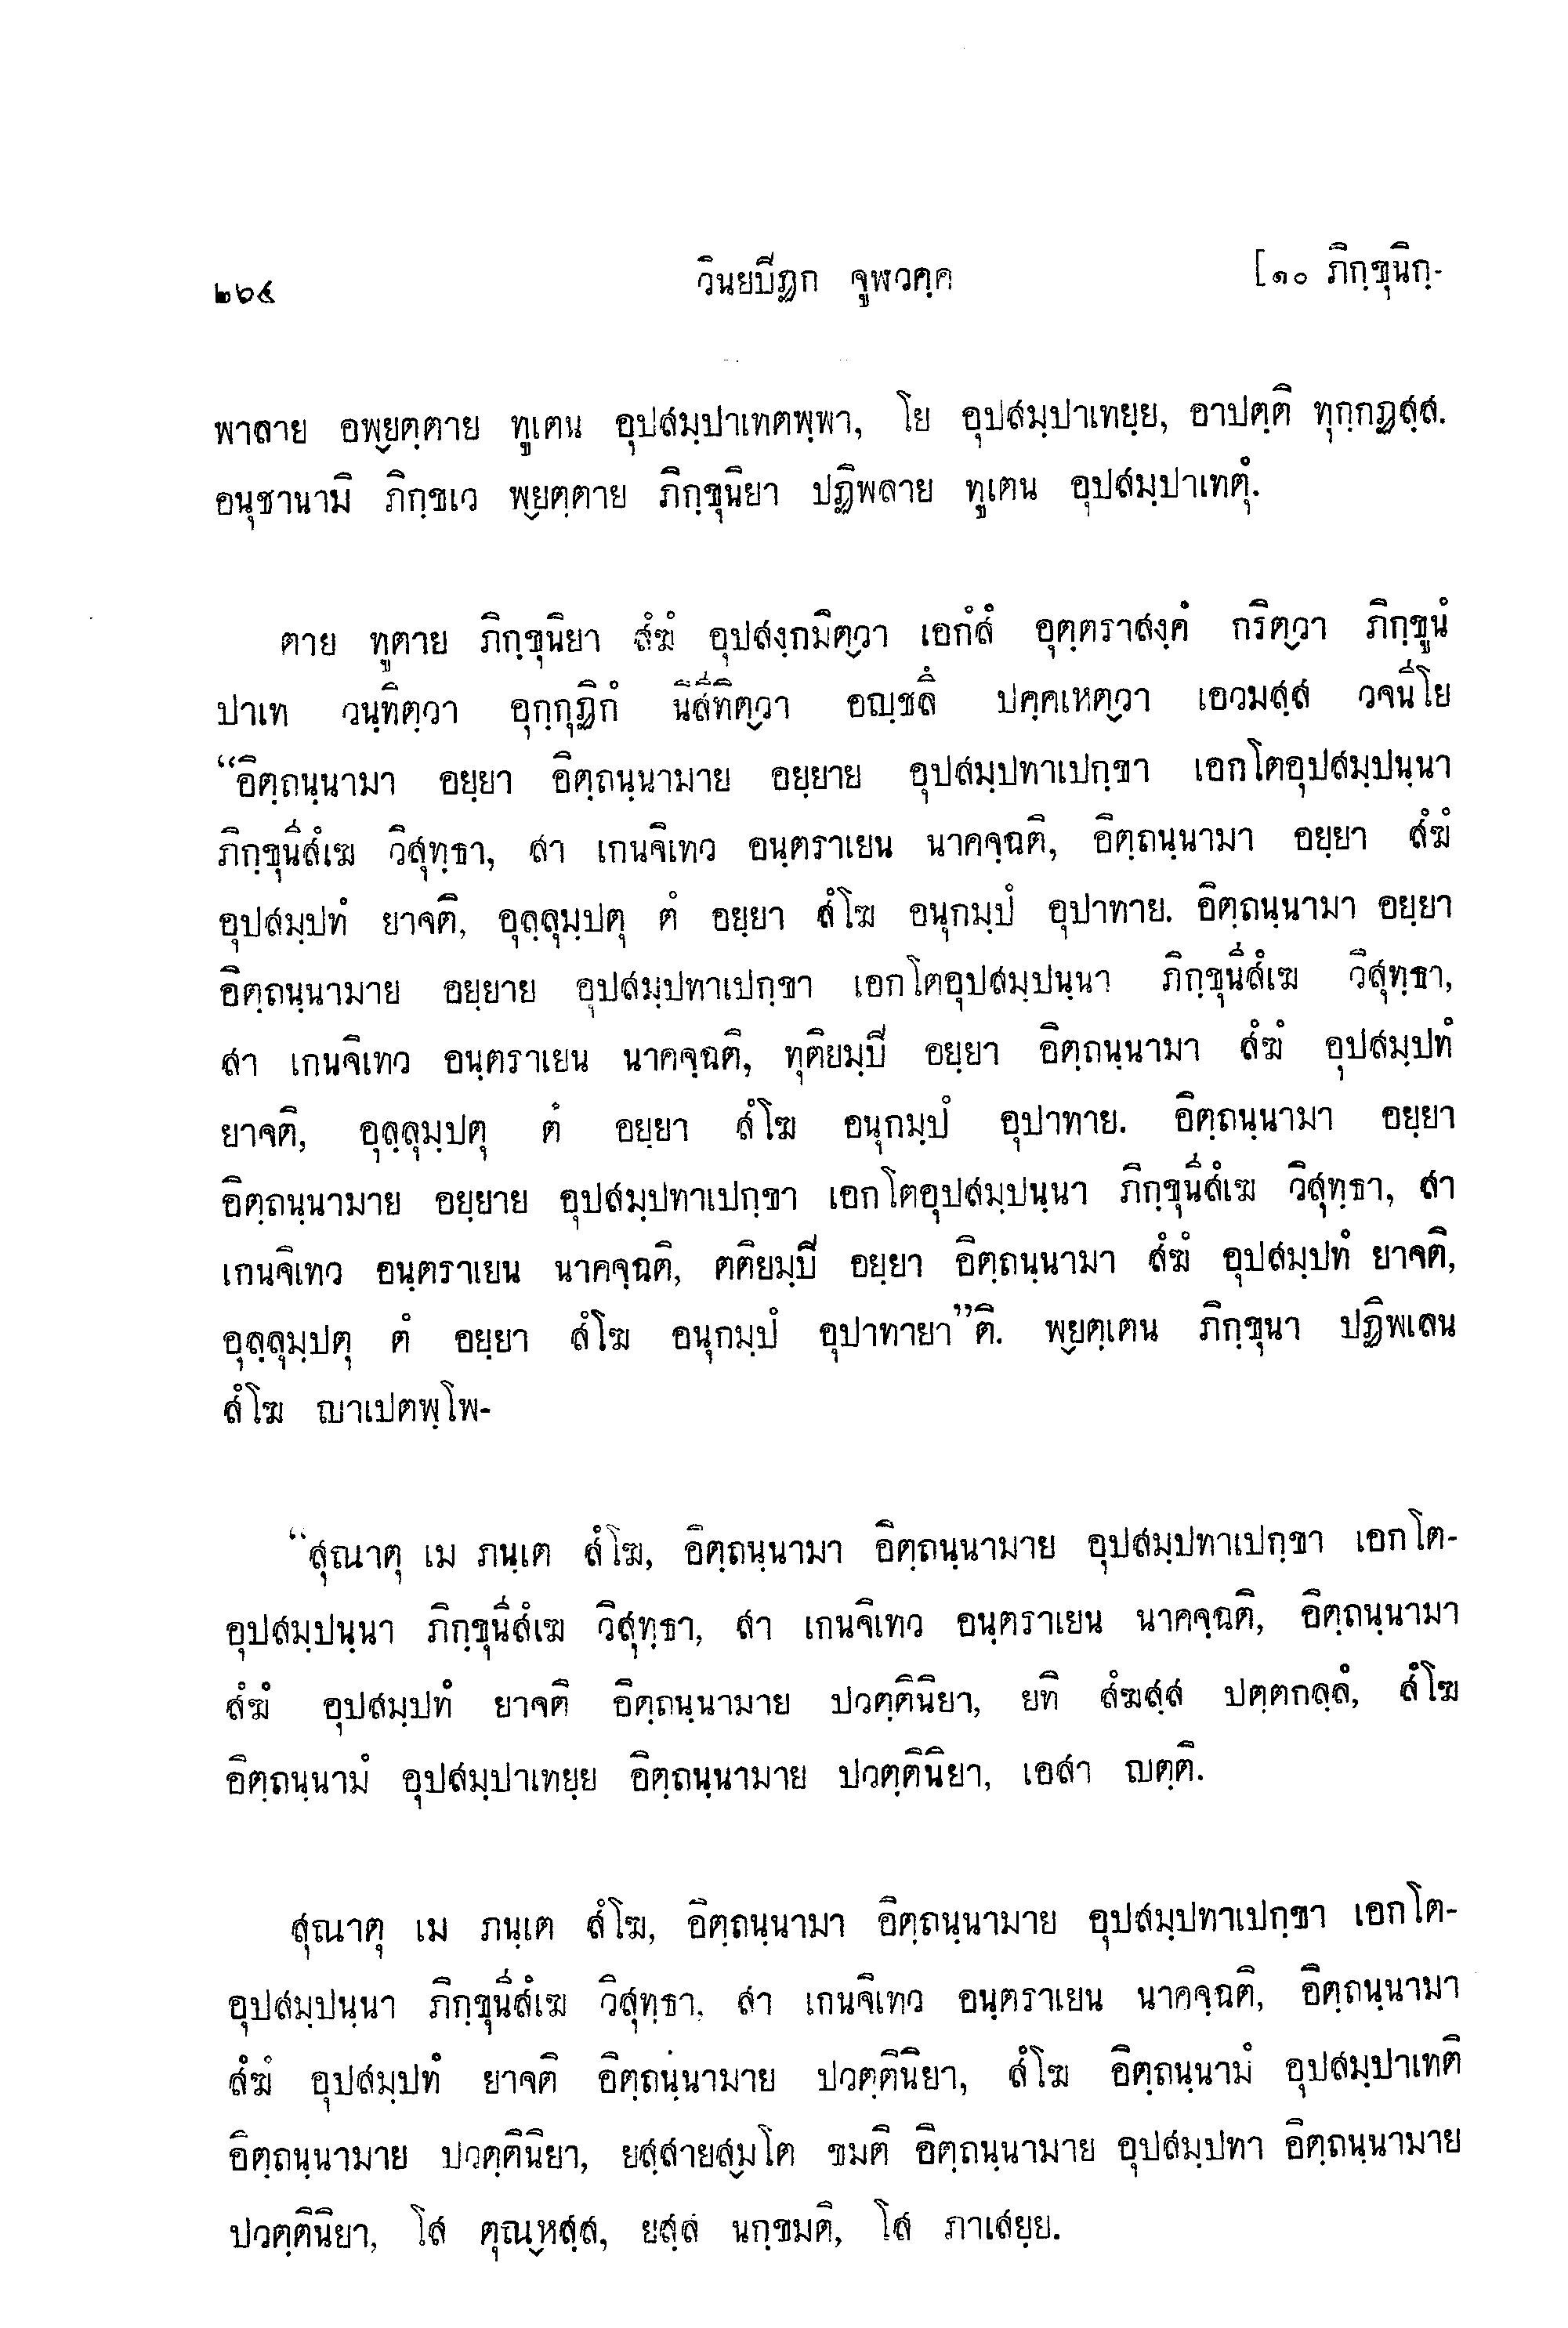 ๒๖๔ วินยปิฏก จูฬวคฺค [๑๐ ภิกฺขุนิกฺ-
พาลาย อพฺยตฺตาย ทูเตน อุปสมฺปาเทตพฺพา, โย อุปสมฺปาเทยฺย, อาปตฺติ ทุกฺกฏสฺส.
อนุชานามิ ภิกฺขเว พฺยตฺตาย ภิกฺขุนิยา ปฏิพลาย ทูเตน อุปสมฺปาเทตุํ.
ตาย ทูตาย ภิกฺขุนิยา สํฆํ อุปสงฺกมิตฺวา เอกํสํ อุตฺตราสงฺคํ กริตฺวา ภิกฺขูนํ
ปาเท วนฺทิตฺวา อุกฺกุฏิกํ นิสีทิตฺวา อญฺชลิํ ปคฺคเหตฺวา เอวมสฺส วจนีโย
“อิตฺถนฺนามา อยฺยา อิตฺถนฺนามาย อยฺยาย อุปสมฺปทาเปกฺขา เอกโตอุปสมฺปนฺนา
ภิกฺขุนีสํเฆ วิสุทฺธา, สา เกนจิเทว อนฺตราเยน นาคจฺฉติ, อิตฺถนฺนามา อยฺยา สํฆํ
อุปสมฺปทํ ยาจติ, อุลฺลุมฺปตุ ตํ อยฺยา สํโฆ อนุกมฺปํ อุปาทาย. อิตฺถนฺนามา อยฺยา
อิตฺถนฺนามาย อยฺยาย อุปสมฺปทาเปกฺขา เอกโตอุปสมฺปนฺนา ภิกฺขุนีสํเฆ วิสุทฺธา,
สา เกนจิเทว อนฺตราเยน นาคจฺฉติ, ทุติยมฺปิ อยฺยา อิตฺถนฺนามา สํฆํ อุปสมฺปทํ
ยาจติ, อุลฺลุมฺปตุ ตํ อยฺยา สํโฆ อนุกมฺปํ อุปาทาย. อิตฺถนฺนามา อยฺยา
อิตฺถนฺนามาย อยฺยาย อุปสมฺปทาเปกฺขา เอกโตอุปสมฺปนฺนา ภิกฺขุนีสํเฆ วิสุทฺธา, สา
เกนจิเทว อนฺตราเยน นาคจฺฉติ, ตติยมฺปิ อยฺยา อิตฺถนฺนามา สํฆํ อุปสมฺปทํ ยาจติ,
อุลฺลุมฺปตุ ตํ อยฺยา สํโฆ อนุกมฺปํ อุปาทายา”ติ. พฺยตฺเตน ภิกฺขุนา ปฏิพเลน
สํโฆ ญาเปตพฺโพ-
“สุณาตุ เม ภนฺเต สํโฆ, อิตฺถนฺนามา อิตฺถนฺนามาย อุปสมฺปทาเปกฺขา เอกโต-
อุปสมฺปนฺนา ภิกฺขุนีสํเฆ วิสุทฺธา, สา เกนจิเทว อนฺตราเยน นาคจฺฉติ, อิตฺถนฺนามา
สํฆํ อุปสมฺปทํ ยาจติ อิตฺถนฺนามาย ปวตฺตินิยา, ยทิ สํฆสฺส ปตฺตกลฺลํ, สํโฆ
อิตฺถนฺนามํ อุปสมฺปาเทยฺย อิตฺถนฺนามาย ปวตฺตินิยา, เอสา ญตฺติ.
สุณาตุ เม ภนฺเต สํโฆ, อิตฺถนฺนามา อิตฺถนฺนามาย อุปสมฺปทาเปกฺขา เอกโต-
อุปสมฺปนฺนา ภิกฺขุนีสํเฆ วิสุทฺธา, สา เกนจิเทว อนฺตราเยน นาคจฺฉติ, อิตฺถนฺนามา
สํฆํ อุปสมฺปทํ ยาจติ อิตฺถนฺนามาย ปวตฺตินิยา, สํโฆ อิตฺถนฺนามํ อุปสมฺปาเทติ
อิตฺถนฺนามาย ปวตฺตินิยา, ยสฺสายสฺมโต ขมติ อิตฺถนฺนามาย อุปสมฺปทา อิตฺถนฺนามาย
ปวตฺตินิยา, โส ตุณฺหสฺส, ยสฺส นกฺขมติ, โส ภาเสยฺย.